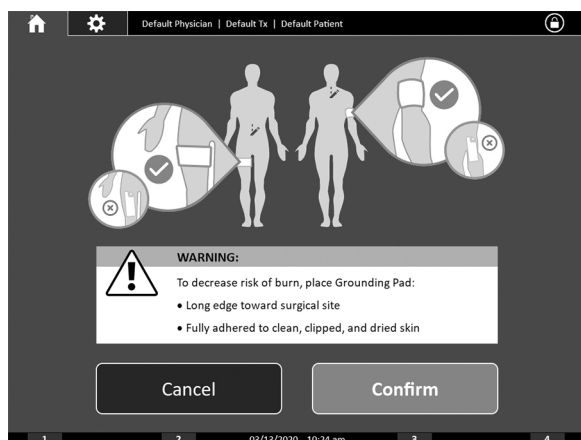 Default Physician | Default Tx | Default Patient
WARNING:
To decrease risk of burn, place Grounding Pad:
• Long edge toward surgical site
• Fully adhered to clean, clipped, and dried skin
Cancel Confirm
1 2 03/13/2020 10:24 am 3 4